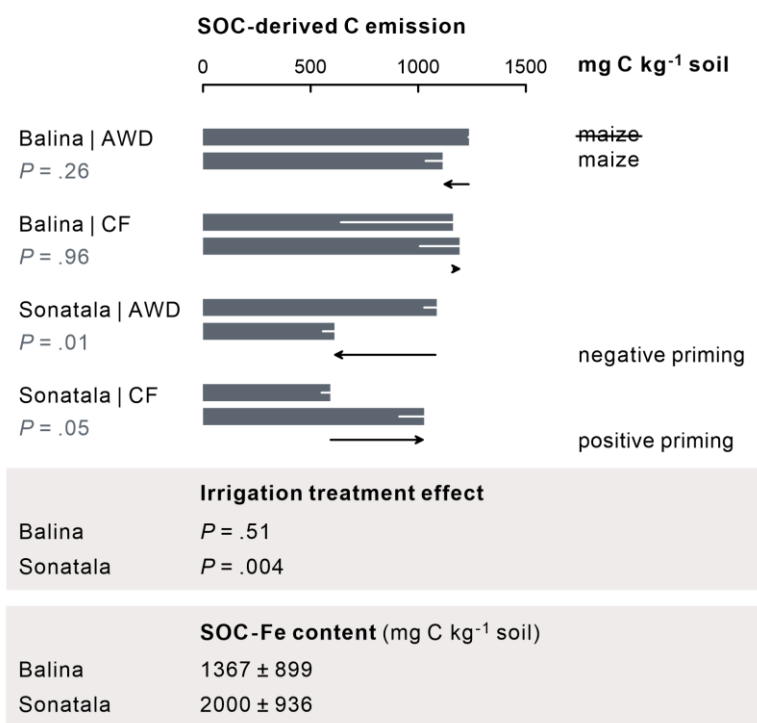 SOC-derived C emission
0 500 1000 1500 mg C kg-1 soil
Balina | AWD maize
P = .26 maize
Balina | CF
P = .96
Sonatala | AWD
P = .01 negative priming
Sonatala | CF
P = .05 positive priming
Irrigation treatment effect
Balina P = .51
Sonatala P = .004
SOC-Fe content (mg C kg-1 soil)
Balina 1367 ± 899
Sonatala 2000 ± 936